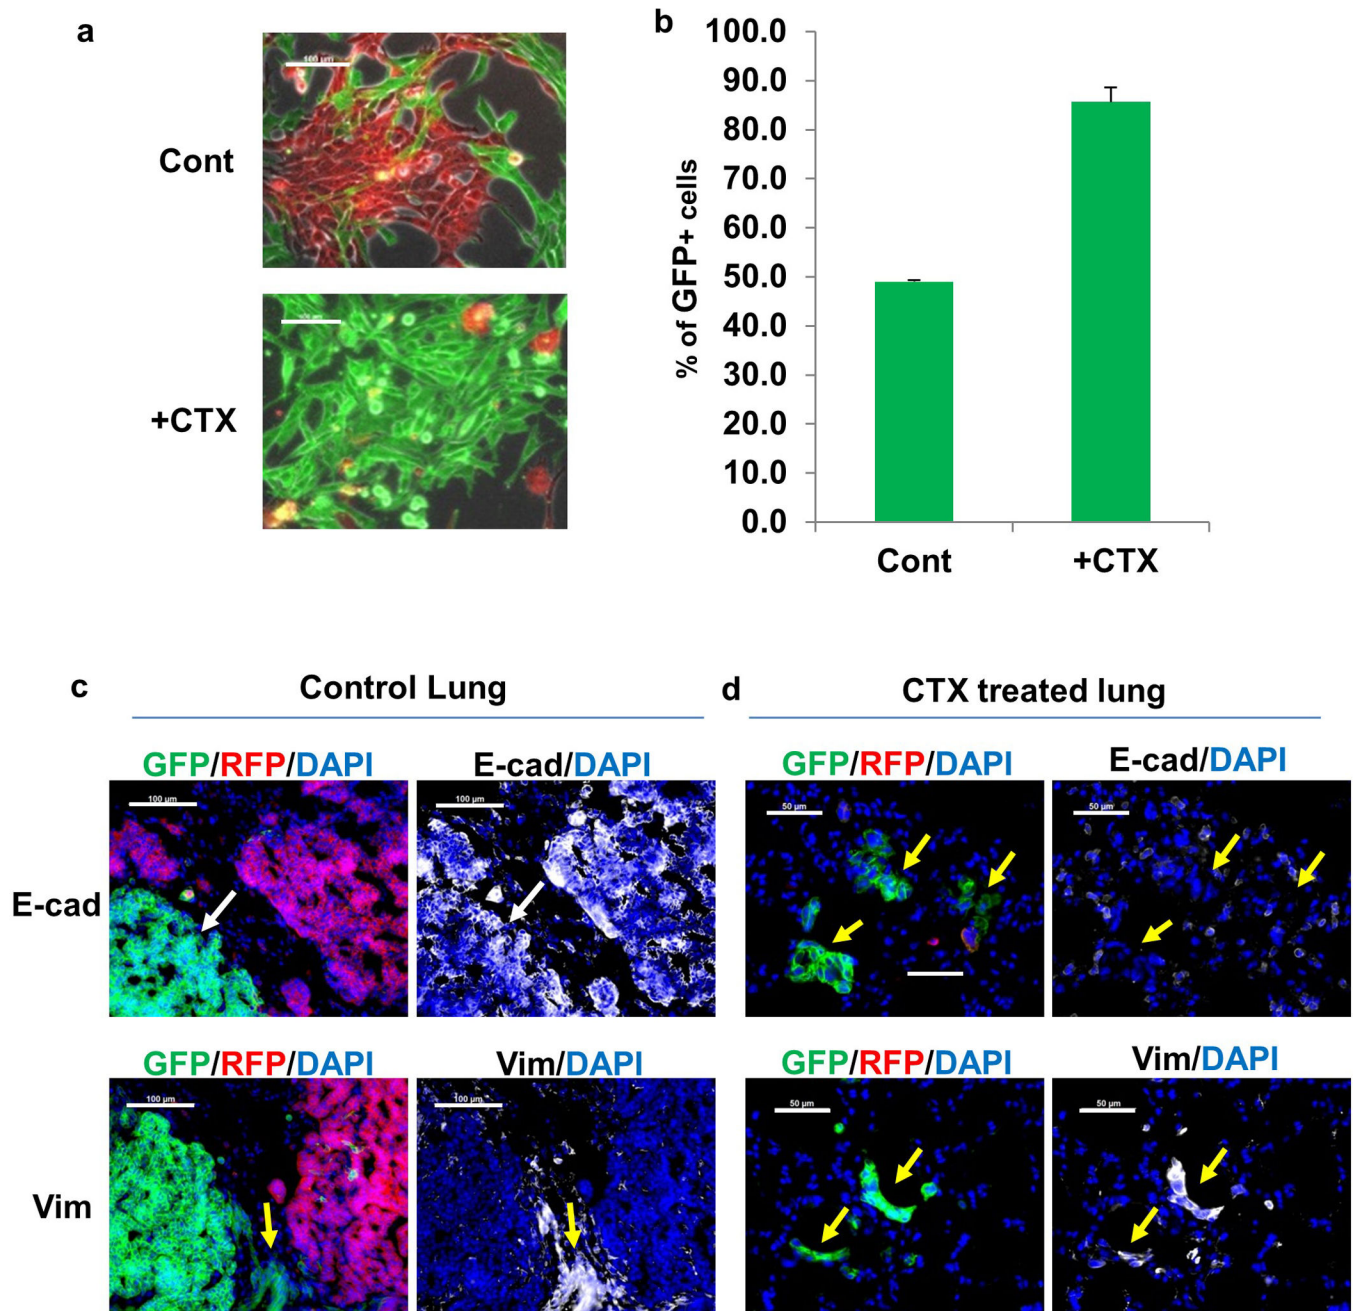 a
Cont
100 µm
+CTX
b
100.0
90.0
80.0
70.0
60.0
50.0
40.0
30.0
20.0
10.0
0.0
% of GFP+ cells
Cont
+CTX
c
Control Lung
d
CTX treated lung
GFP/RFP/DAPI
E-cad/DAPI
GFP/RFP/DAPI
E-cad/DAPI
E-cad
100 µm
100 µm
50 µm
50 µm
GFP/RFP/DAPI
Vim/DAPI
GFP/RFP/DAPI
Vim/DAPI
Vim
100 µm
100 µm
50 µm
50 µm